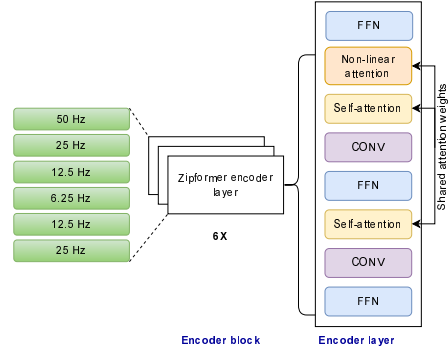 50 Hz
25 Hz
12.5 Hz
6.25 Hz
12.5 Hz
25 Hz
Zipformer encoder
layer
6X
Encoder block
FFN
Non-linear
attention
Self-attention
CONV
FFN
Self-attention
CONV
FFN
Shared attention weights
Encoder layer